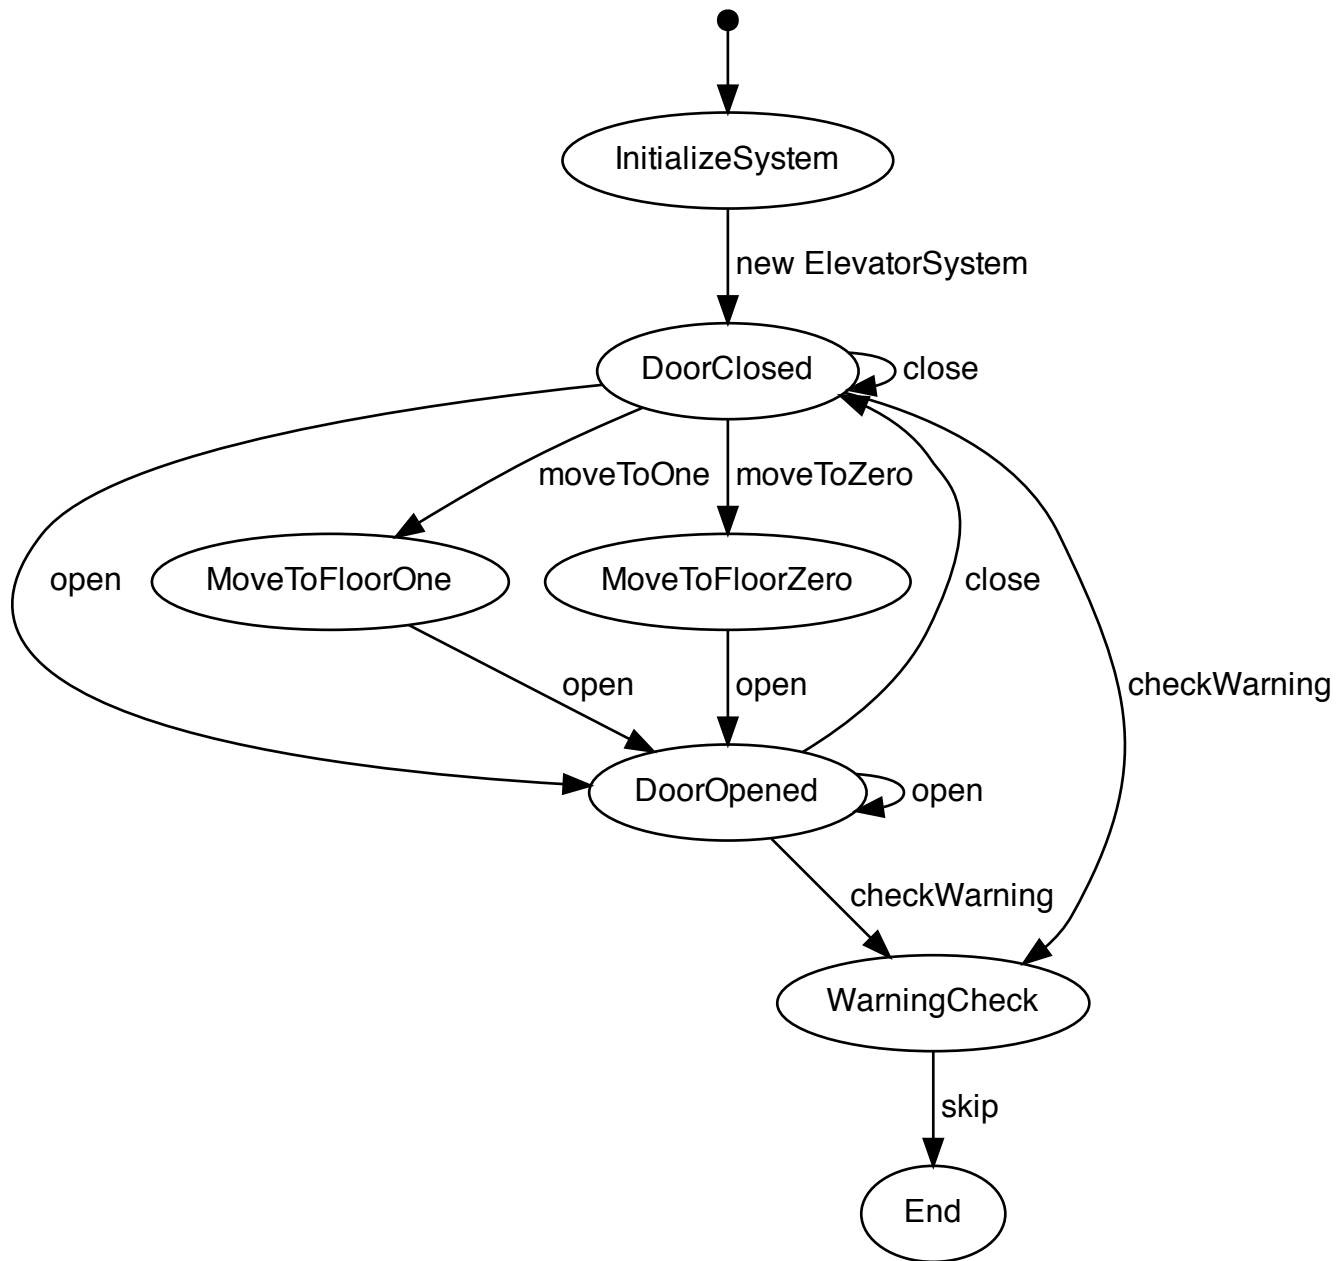 InitializeSystem
new ElevatorSystem
DoorClosed
close
moveToOne
moveToZero
open
MoveToFloorOne
MoveToFloorZero
close
open
open
checkWarning
DoorOpened
open
checkWarning
WarningCheck
skip
End